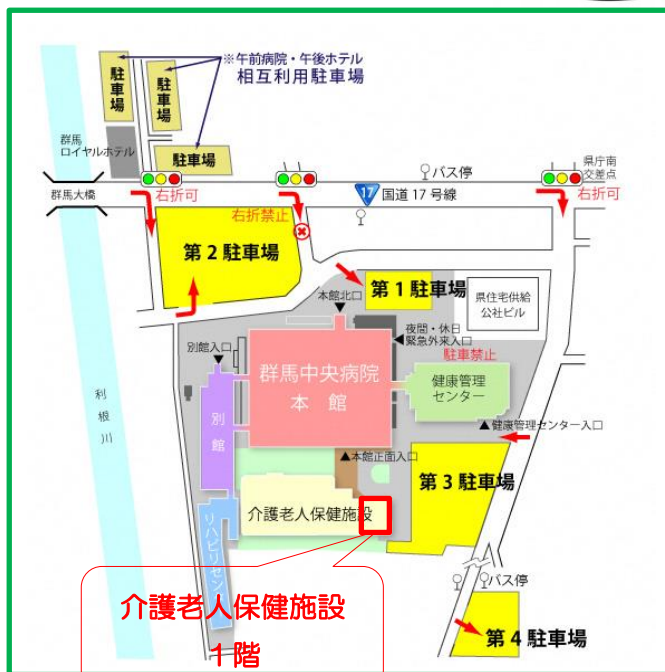 ※午前病院・午後ホテル
相互利用駐車場
駐車場
駐車場
駐車場
群馬
ロイヤルホテル
群馬大橋
右折可
右折禁止
17
国道 17 号線
バス停
県庁南
交差点
右折可
第 2 駐車場
第 1 駐車場
県住宅供給
公社ビル
本館北口
夜間・休日
緊急外来入口
駐車禁止
別館入口
群馬中央病院
本 館
健康管理
センター
健康管理センター入口
別館
本館正面入口
利根川
第 3 駐車場
介護老人保健施設
リハビリセンター
バス停
介護老人保健施設
1階
第 4 駐車場